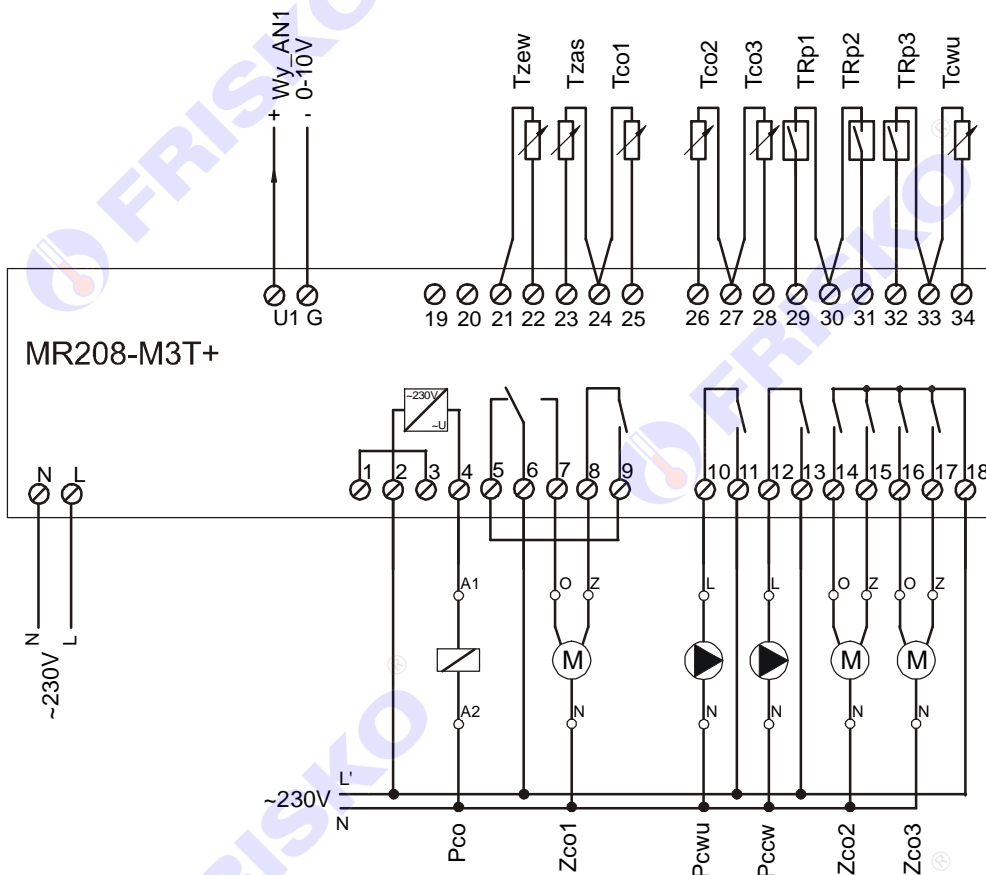 + Wy_AN1
- 0-10V
Tzew
Tzas
Tco1
Tco2
Tco3
TRp1
TRp2
TRp3
Tcwu
FRISKO
FRISKO ®
U1 G
19 20 21 22 23 24 25 26 27 28 29 30 31 32 33 34
MR208-M3T+
~230V
~U
N L
1 2 3 4 5 6 7 8 9 10 11 12 13 14 15 16 17 18
A1 O Z L L O Z O Z
N L
~230V
M M M
A2 N N N N N
L'
~230V
N
Pco
Zco1
Pcwu
Pccw
Zco2
Zco3
FRISKO ®
®